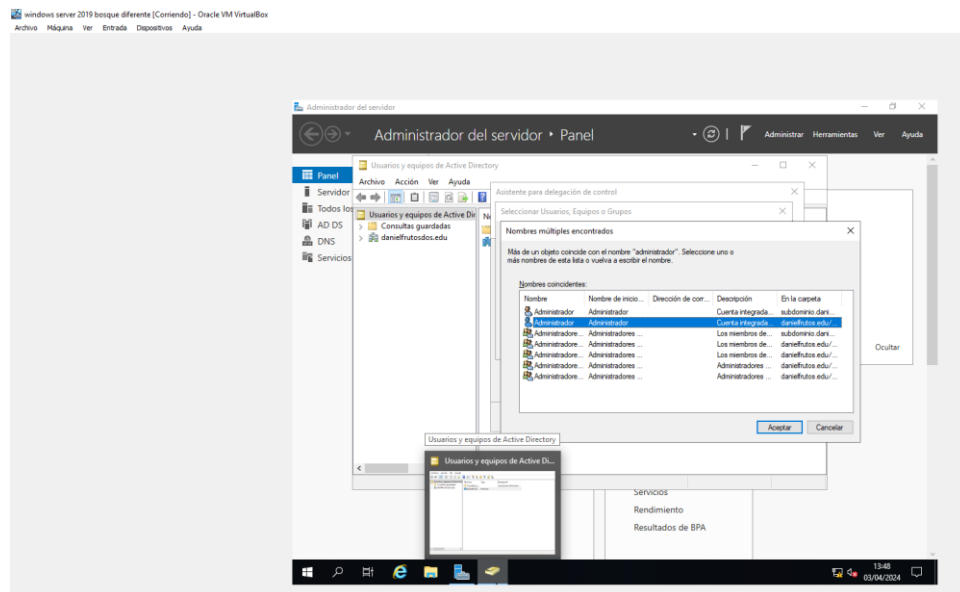 windows server 2019 bosque diferente [Corriendo] - Oracle VM VirtualBox
Archivo Máquina Ver Entrada Dispositivos Ayuda
Administrador del servidor
Administrador del servidor • Panel
Administrar Herramientas Ver Ayuda
Panel
Servidor
Todos los
AD DS
DNS
Servicios
Usuarios y equipos de Active Directory
Archivo Acción Ver Ayuda
Usuarios y equipos de Active Dir
Consultas guardadas
danielfrutosdos.edu
Asistente para delegación de control
Seleccionar Usuarios, Equipos o Grupos
Nombres múltiples encontrados
Más de un objeto coincide con el nombre "administrador". Seleccione uno o
más nombres de esta lista o vuelva a escribir el nombre.
Nombres coincidentes:
Nombre Nombre de inicio... Dirección de corr... Descripción En la carpeta
Administrador Administrador Cuenta integrada... subdominio.dani...
Administrador Administrador Cuenta integrada... danielfrutos.edu/...
Administradore... Administradores ... Los miembros de... subdominio.dani...
Administradore... Administradores ... Los miembros de... danielfrutos.edu/...
Administradore... Administradores ... Los miembros de... danielfrutos.edu/...
Administradore... Administradores ... Administradores ... danielfrutos.edu/...
Administradore... Administradores ... Administradores ... danielfrutos.edu/...
Aceptar Cancelar
Ocultar
Usuarios y equipos de Active Directory
Usuarios y equipos de Active Di...
Servicios
Rendimiento
Resultados de BPA
13:48
03/04/2024